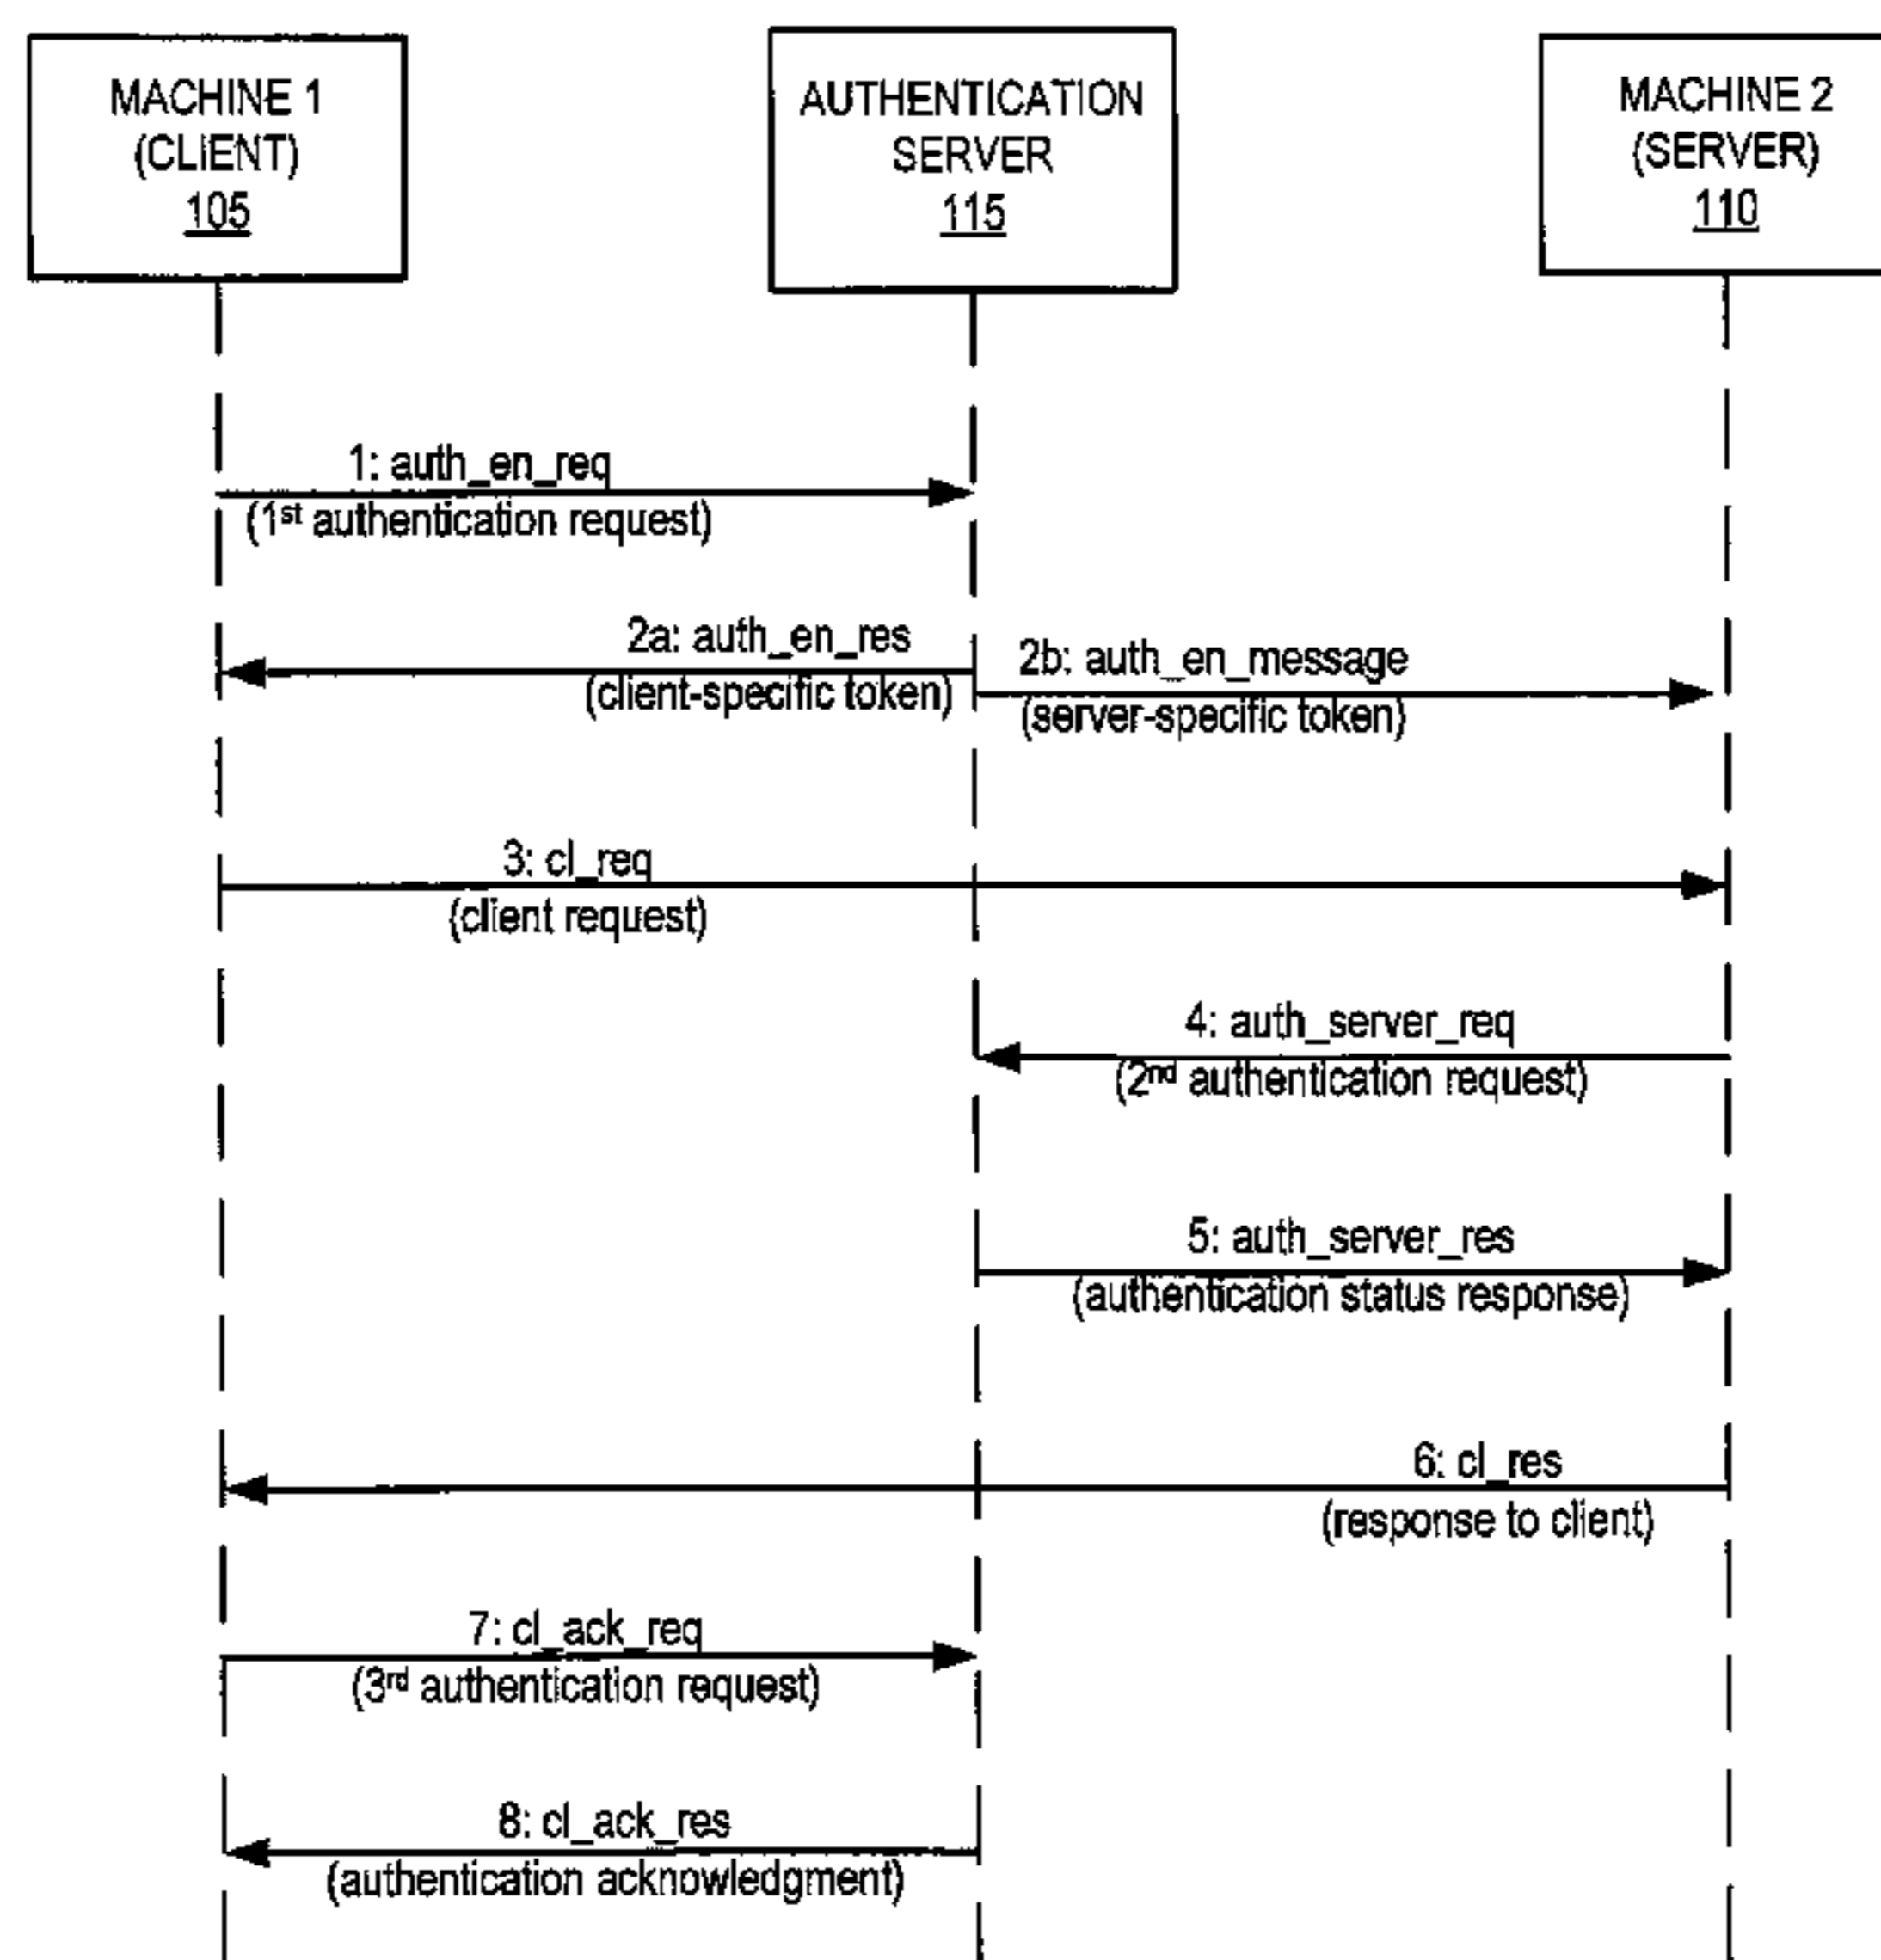 MACHINE 1
(CLIENT)
105
AUTHENTICATION
SERVER
115
MACHINE 2
(SERVER)
110
1: auth_en_req
(1st authentication request)
2a: auth_en_res
(client-specific token)
2b: auth_en_message
(server-specific token)
3: cl_req
(client request)
4: auth_server_req
(2nd authentication request)
5: auth_server_res
(authentication status response)
6: cl_res
(response to client)
7: cl_ack_req
(3rd authentication request)
8: cl_ack_res
(authentication acknowledgment)